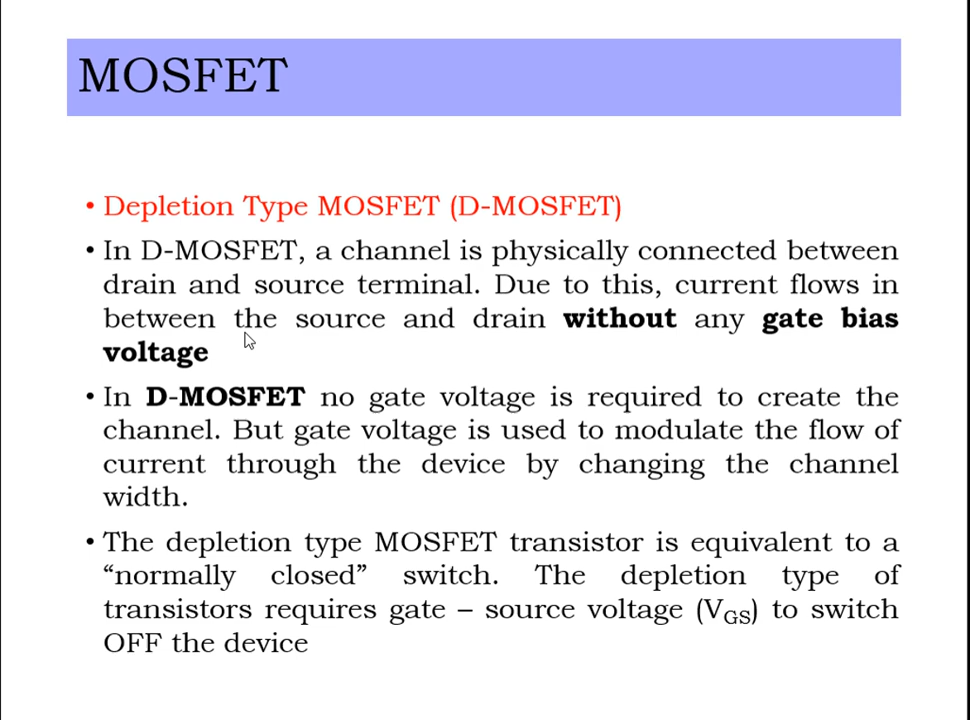 MOSFET
• Depletion Type MOSFET (D-MOSFET)
• In D-MOSFET, a channel is physically connected between
drain and source terminal. Due to this, current flows in
between the source and drain without any gate bias
voltage
• In D-MOSFET no gate voltage is required to create the
channel. But gate voltage is used to modulate the flow of
current through the device by changing the channel
width.
• The depletion type MOSFET transistor is equivalent to a
“normally closed” switch. The depletion type of
transistors requires gate – source voltage (VGS) to switch
OFF the device